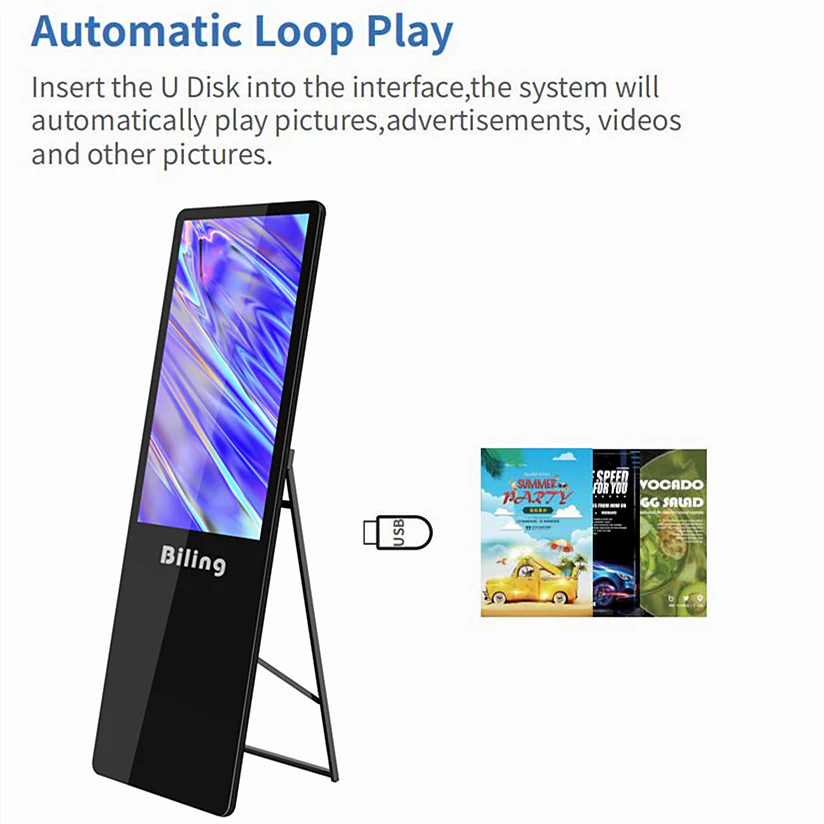 Automatic Loop Play
Insert the U Disk into the interface,the system will
automatically play pictures,advertisements, videos
and other pictures.
Biling
USB
SUMMER
PARTY
SPEED
FOR YOU
VOCADO
GG SALAD